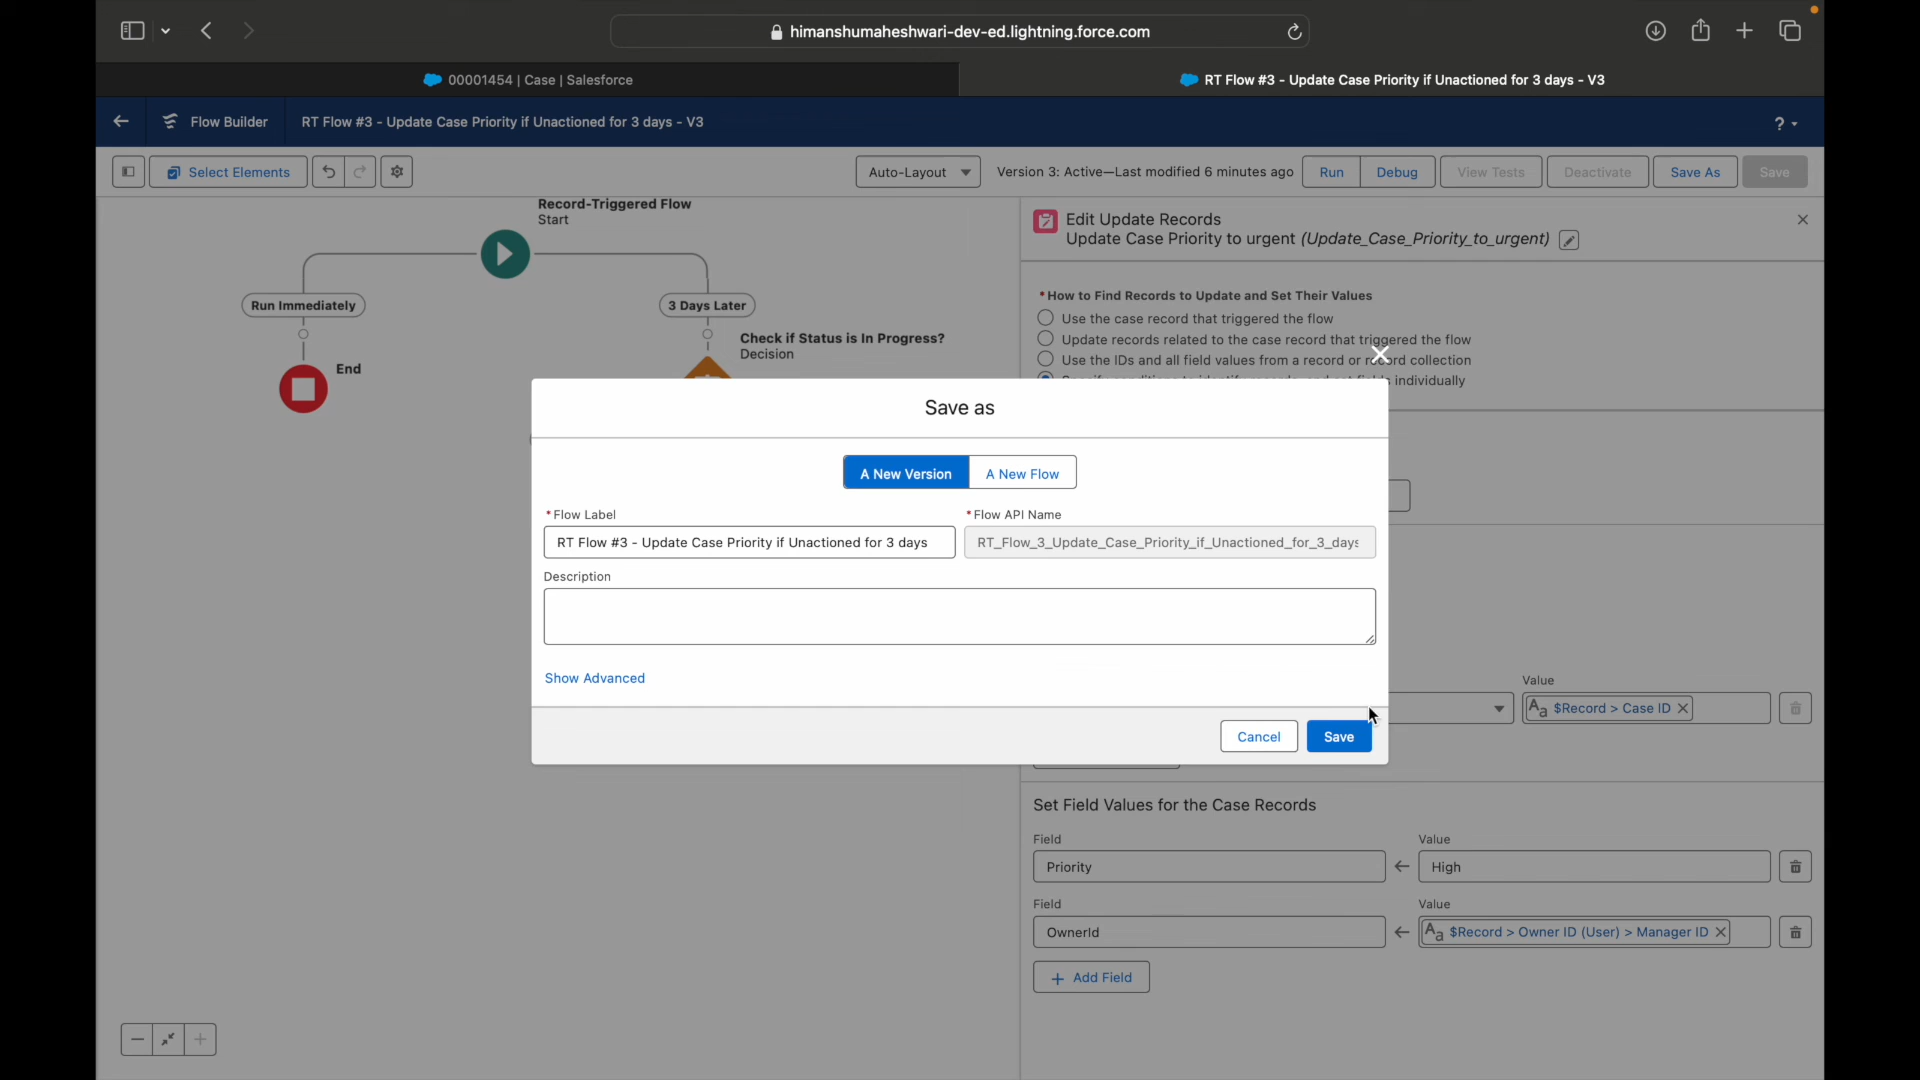 himanshumaheshwari-dev-ed.lightning.force.com
00001454 | Case | Salesforce
RT Flow #3 - Update Case Priority if Unactioned for 3 days - V3
Flow Builder
RT Flow #3 - Update Case Priority if Unactioned for 3 days - V3
?
Select Elements
Auto-Layout
Version 3: Active—Last modified 6 minutes ago
Run
Debug
View Tests
Deactivate
Save As
Save
Record-Triggered Flow
Start
Run Immediately
3 Days Later
End
Check if Status is In Progress?
Decision
Edit Update Records
Update Case Priority to urgent (Update_Case_Priority_to_urgent)
*How to Find Records to Update and Set Their Values
Use the case record that triggered the flow
Update records related to the case record that triggered the flow
Use the IDs and all field values from a record or record collection
individually
Save as
A New Version
A New Flow
*Flow Label
RT Flow #3 - Update Case Priority if Unactioned for 3 days
*Flow API Name
RT_Flow_3_Update_Case_Priority_if_Unactioned_for_3_days
Description
Show Advanced
Cancel
Save
Value
Aa $Record > Case ID
Set Field Values for the Case Records
Field
Value
Priority
High
Field
Value
OwnerId
Aa $Record > Owner ID (User) > Manager ID
+ Add Field